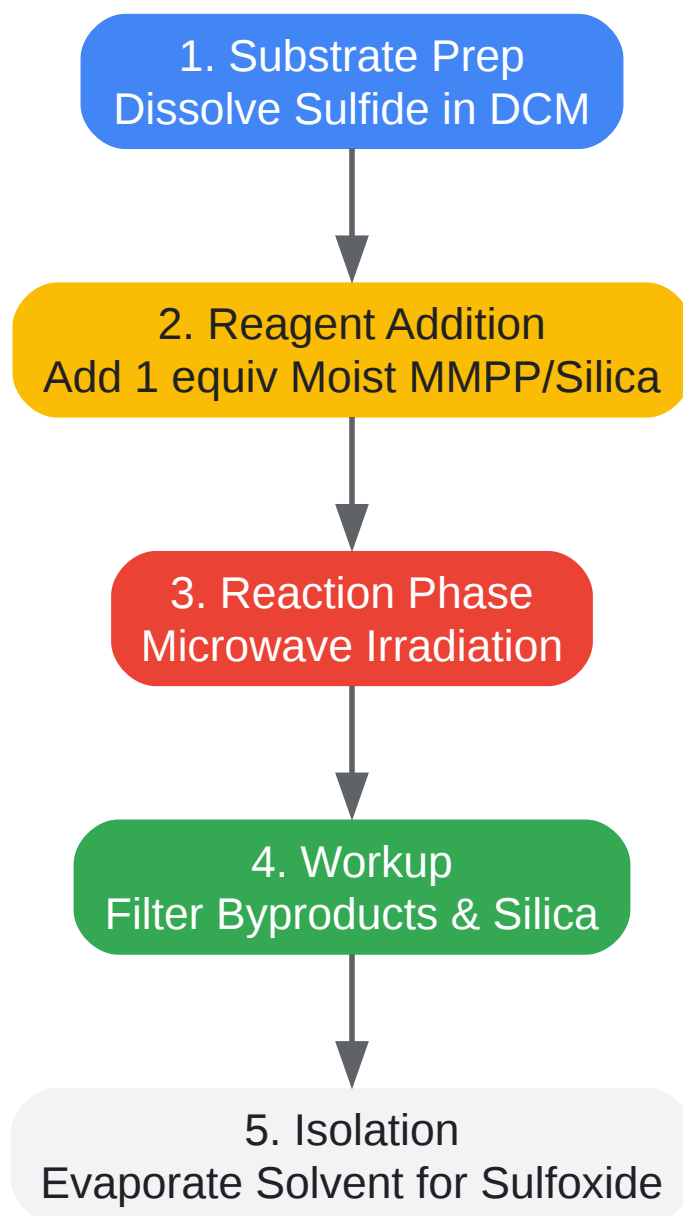 1. Substrate Prep
Dissolve Sulfide in DCM
2. Reagent Addition
Add 1 equiv Moist MMPP/Silica
3. Reaction Phase
Microwave Irradiation
4. Workup
Filter Byproducts & Silica
5. Isolation
Evaporate Solvent for Sulfoxide